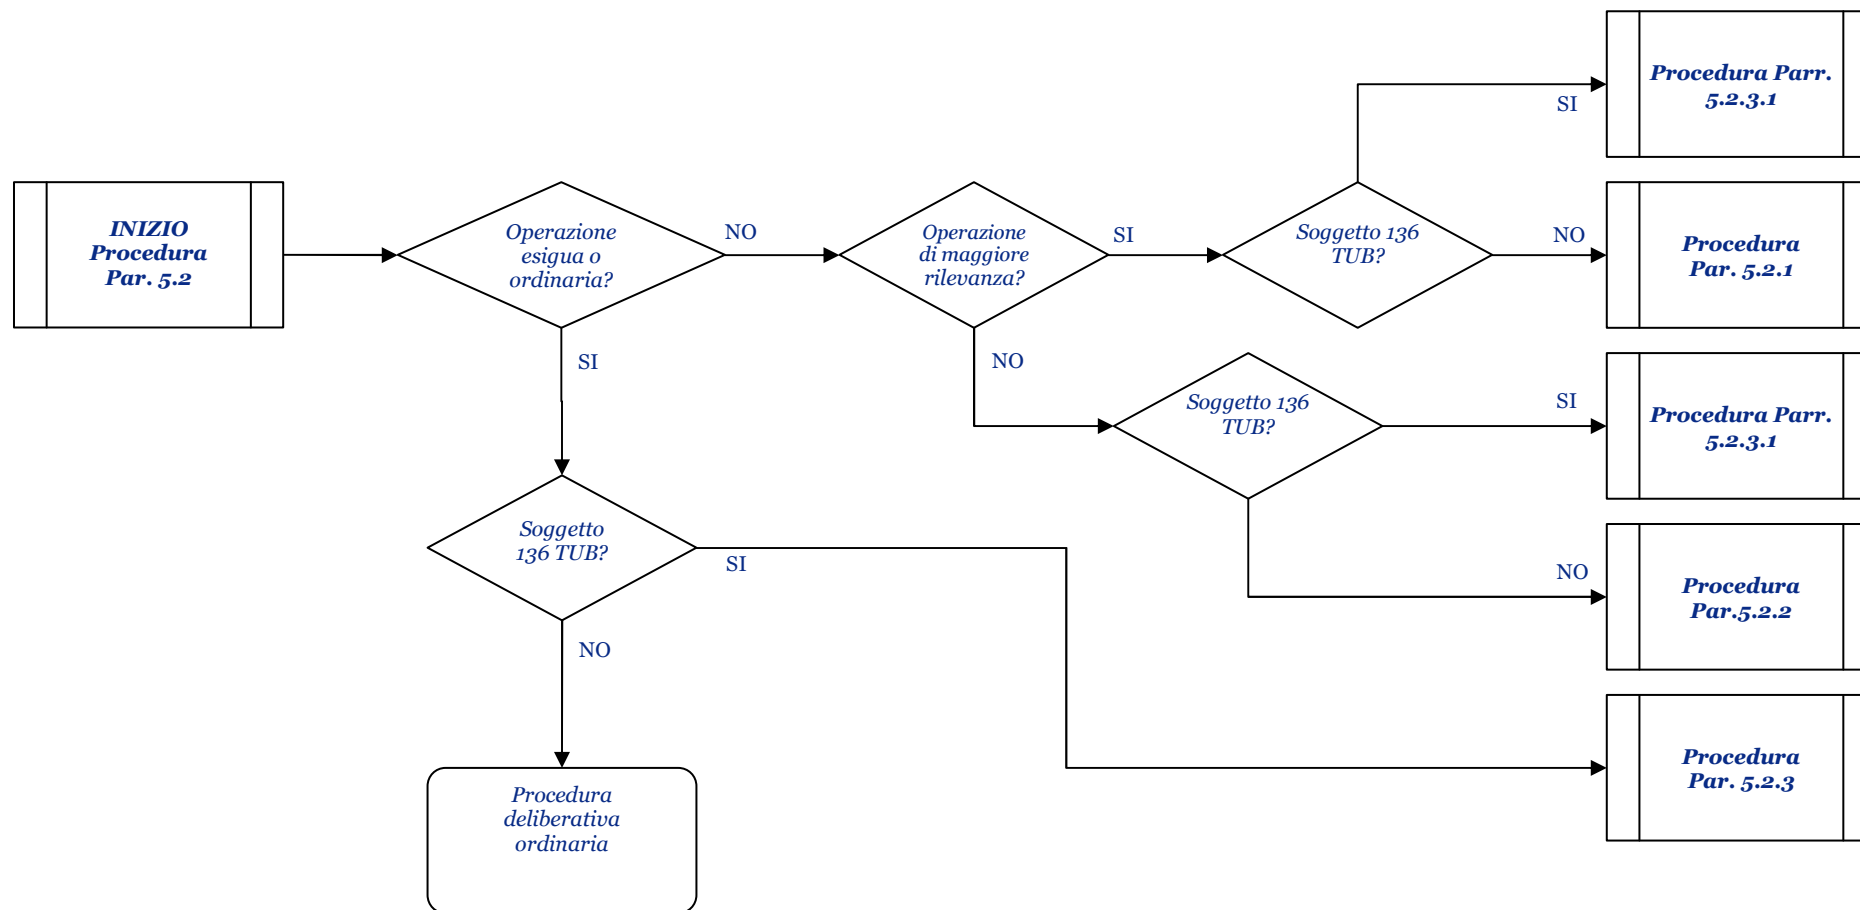 Procedura Parr.
5.2.3.1
SI
INIZIO
Procedura
Par. 5.2
Operazione
esigua o
ordinaria?
NO
Operazione
di maggiore
rilevanza?
SI
Soggetto 136
TUB?
NO
Procedura
Par. 5.2.1
SI
NO
Soggetto 136
TUB?
SI
Procedura Parr.
5.2.3.1
Soggetto
136 TUB?
SI
NO
Procedura
Par.5.2.2
NO
Procedura
Par. 5.2.3
Procedura
deliberativa
ordinaria